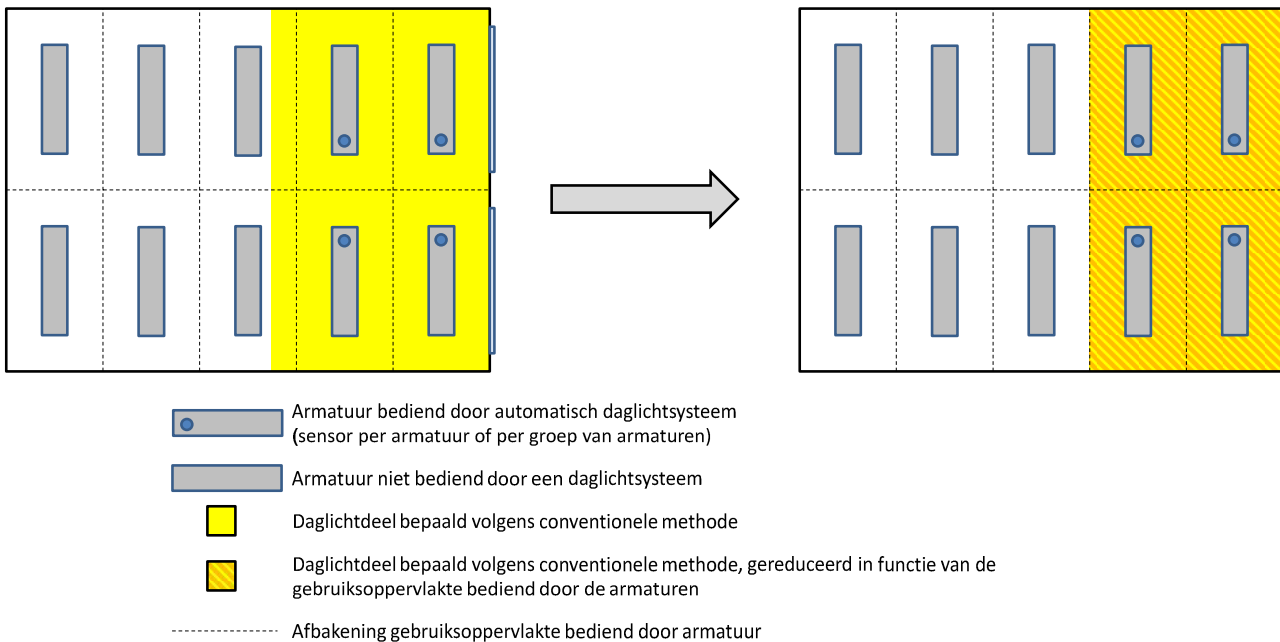 Armatuur bediend door automatisch daglichtsysteem
(sensor per armatuur of per groep van armaturen)
Armatuur niet bediend door een daglichtsysteem
Daglichtdeel bepaald volgens conventionele methode
Daglichtdeel bepaald volgens conventionele methode, gereduceerd in functie van de
gebruiksoppervlakte bediend door de armaturen
Afbakening gebruiksoppervlakte bediend door armatuur